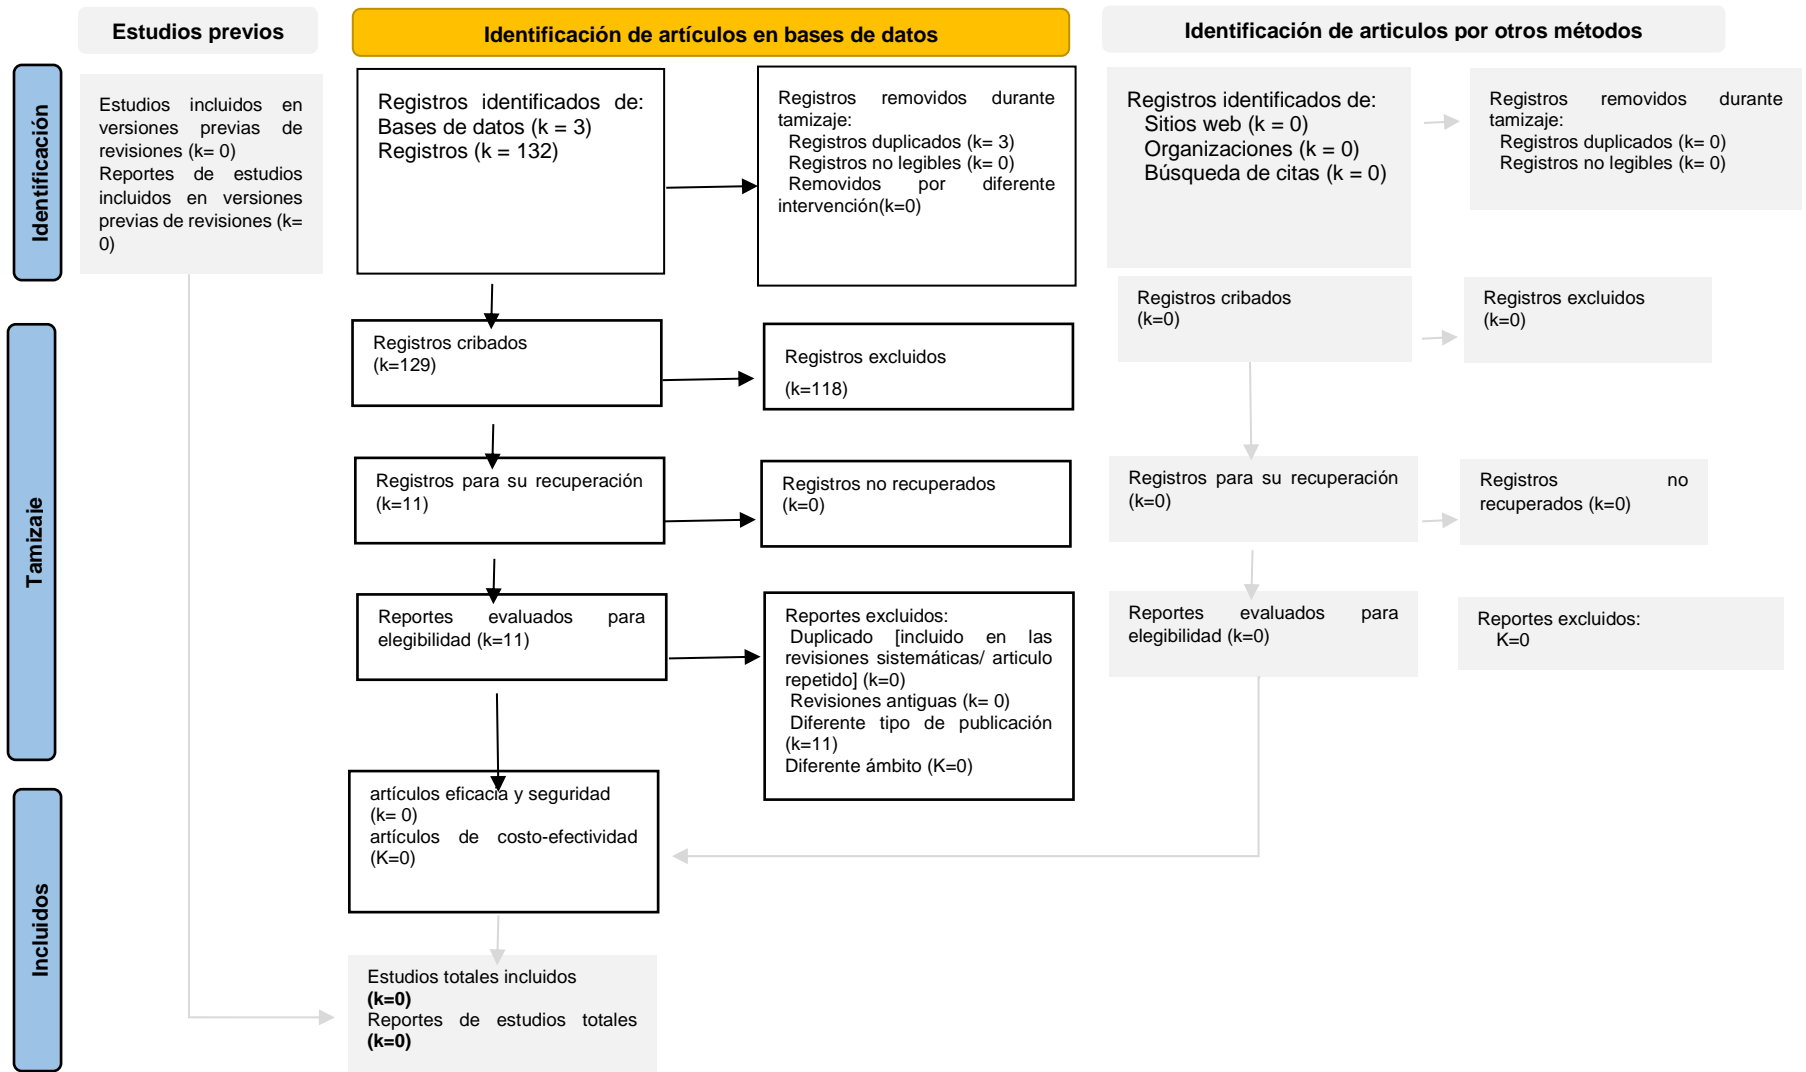 Estudios previos
Identificación de artículos en bases de datos
Identificación de articulos por otros métodos
Identificación
Estudios incluidos en
versiones previas de
revisiones (k= 0)
Reportes de estudios
incluidos en versiones
previas de revisiones (k=
0)
Registros identificados de:
Bases de datos (k = 3)
Registros (k = 132)
Registros removidos durante
tamizaje:
Registros duplicados (k= 3)
Registros no legibles (k= 0)
Removidos por diferente
intervención(k=0)
Registros identificados de:
Sitios web (k = 0)
Organizaciones (k = 0)
Búsqueda de citas (k = 0)
Registros removidos durante
tamizaje:
Registros duplicados (k= 0)
Registros no legibles (k= 0)
Tamizaje
Registros cribados
(k=129)
Registros excluidos
(k=118)
Registros cribados
(k=0)
Registros excluidos
(k=0)
Registros para su recuperación
(k=11)
Registros no recuperados
(k=0)
Registros para su recuperación
(k=0)
Registros no
recuperados (k=0)
Reportes evaluados para
elegibilidad (k=11)
Reportes excluidos:
Duplicado [incluido en las
revisiones sistemáticas/ articulo
repetido] (k=0)
Revisiones antiguas (k= 0)
Diferente tipo de publicación
(k=11)
Diferente ámbito (K=0)
Reportes evaluados para
elegibilidad (k=0)
Reportes excluidos:
K=0
Incluidos
artículos eficacia y seguridad
(k= 0)
artículos de costo-efectividad
(K=0)
Estudios totales incluidos
(k=0)
Reportes de estudios totales
(k=0)